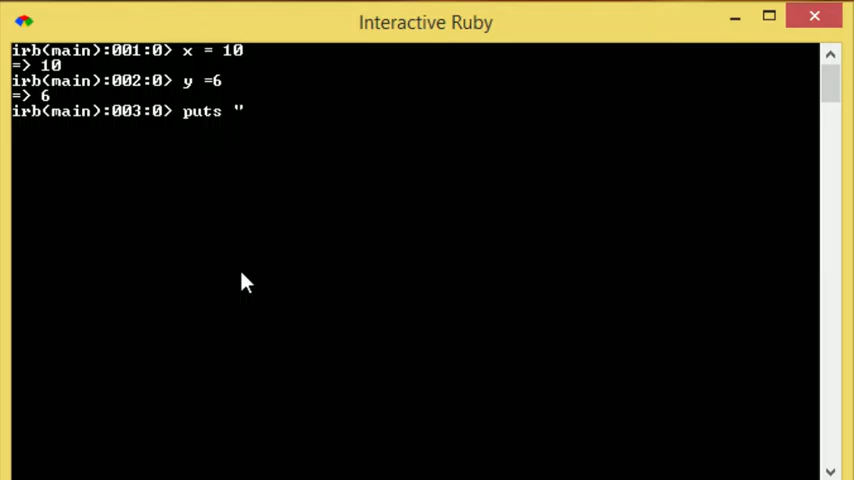 Interactive Ruby
irb(main):001:0> x = 10
=> 10
irb(main):002:0> y =6
=> 6
irb(main):003:0> puts "